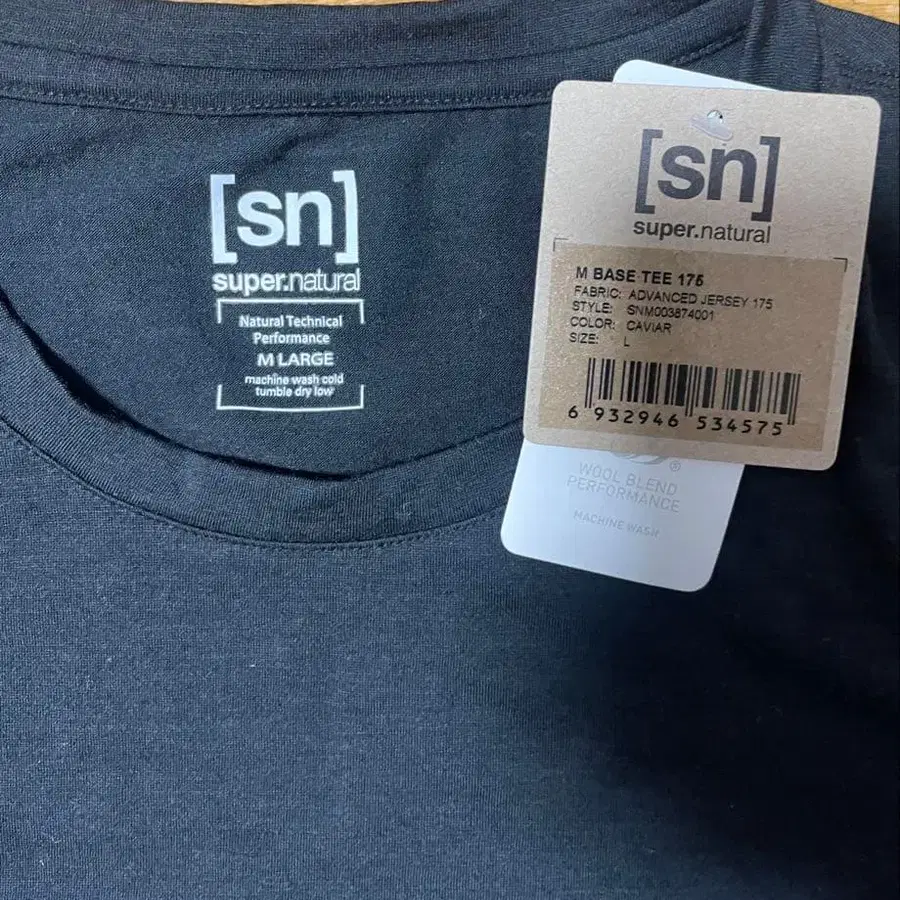 [sn]
super.natural
Natural Technical
Performance
M LARGE
machine wash cold
tumble dry low
[sn]
super.natural
M BASE TEE 175
FABRIC: ADVANCED JERSEY 175
STYLE: SNM003874001
COLOR: CAVIAR
SIZE: L
6 932946 534575
®
WOOL BLEND
PERFORMANCE
MACHINE WASH